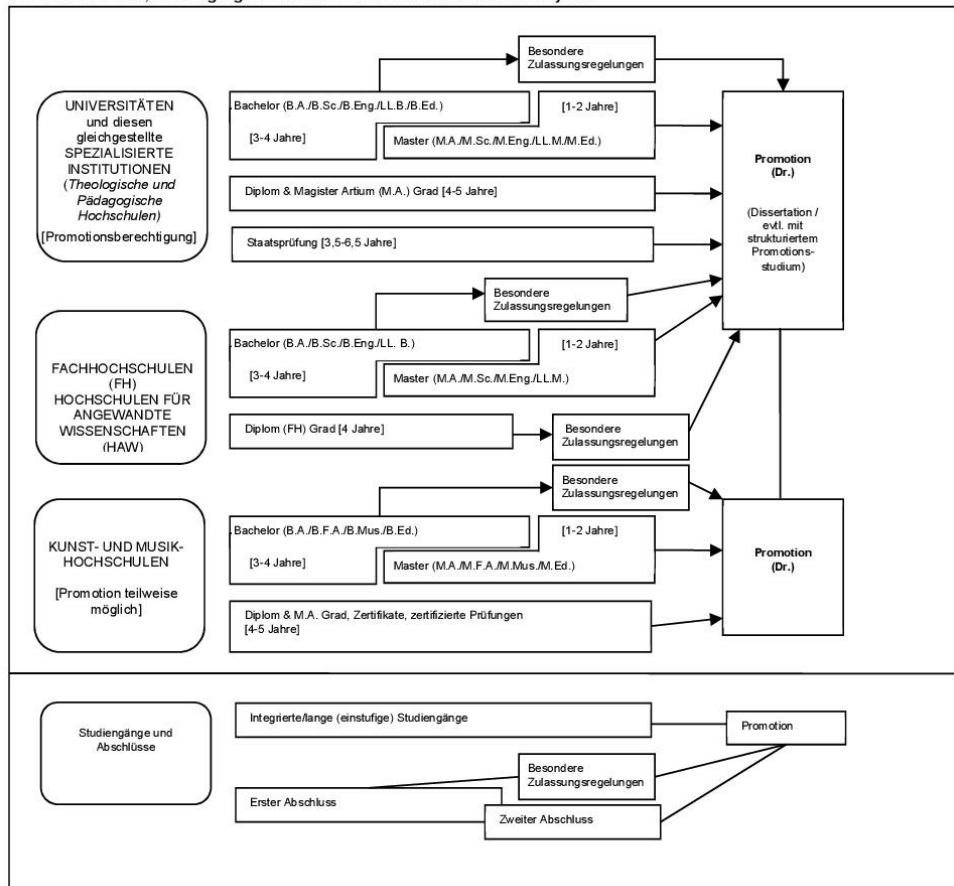 Besondere
Zulassungsregelungen
UNIVERSITÄTEN
und diesen
gleichgestellte
SPEZIALISIERTE
INSTITUTIONEN
(Theologische und
Pädagogische
Hochschulen)
[Promotionsberechtigung]
Bachelor (B.A./B.Sc./B.Eng./LL.B./B.Ed.)
[1-2 Jahre]
[3-4 Jahre]
Master (M.A./M.Sc./M.Eng./LL.M./M.Ed.)
Diplom & Magister Artium (M.A.) Grad [4-5 Jahre]
Staatsprüfung [3,5-6,5 Jahre]
Promotion
(Dr.)
(Dissertation /
evtl. mit
strukturiertem
Promotions-
studium)
Besondere
Zulassungsregelungen
FACHHOCHSCHULEN
(FH)
HOCHSCHULEN FÜR
ANGEWANDTE
WISSENSCHAFTEN
(HAW)
Bachelor (B.A./B.Sc./B.Eng./LL. B.)
[1-2 Jahre]
[3-4 Jahre]
Master (M.A./M.Sc./M.Eng./LL.M.)
Diplom (FH) Grad [4 Jahre]
Besondere
Zulassungsregelungen
Besondere
Zulassungsregelungen
KUNST- UND MUSIK-
HOCHSCHULEN
[Promotion teilweise
möglich]
Bachelor (B.A./B.F.A./B.Mus./B.Ed.)
[1-2 Jahre]
[3-4 Jahre]
Master (M.A./M.F.A./M.Mus./M.Ed.)
Diplom & M.A. Grad, Zertifikate, zertifizierte Prüfungen
[4-5 Jahre]
Promotion
(Dr.)
Studiengänge und
Abschlüsse
Integrierte/lange (einstufige) Studiengänge
Promotion
Besondere
Zulassungsregelungen
Erster Abschluss
Zweiter Abschluss